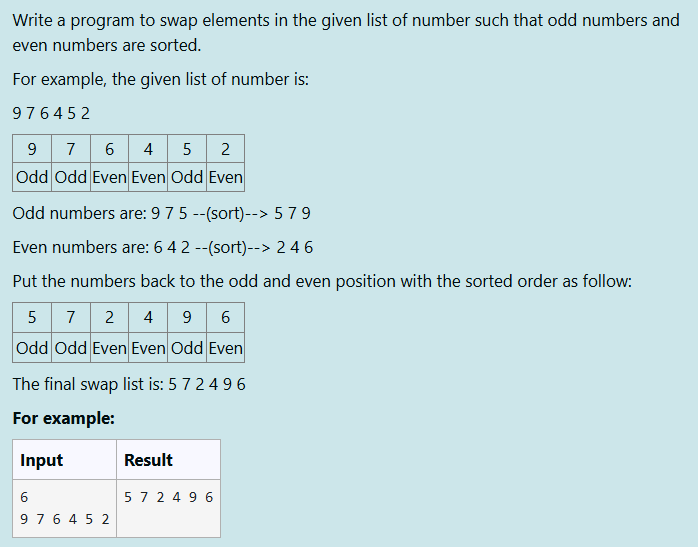 Write a program to swap elements in the given list of number such that odd numbers and
even numbers are sorted.
For example, the given list of number is:
9 7 6 4 5 2
9 7 6 4 5 2
Odd Odd Even Even Odd Even
Odd numbers are: 9 7 5 --(sort)--> 5 7 9
Even numbers are: 6 4 2 --(sort)--> 2 4 6
Put the numbers back to the odd and even position with the sorted order as follow:
5 7 2 4 9 6
Odd Odd Even Even Odd Even
The final swap list is: 5 7 2 4 9 6
For example:
Input Result
6 5 7 2 4 9 6
9 7 6 4 5 2